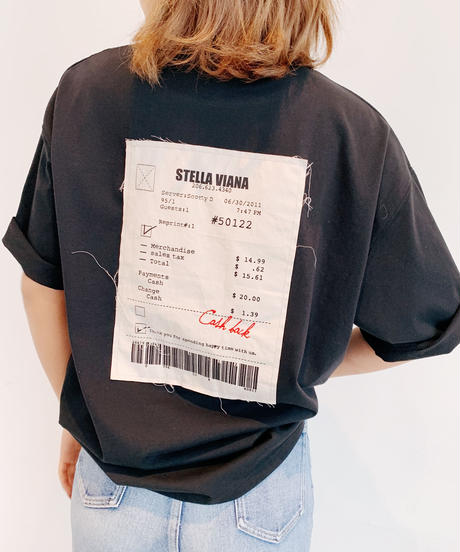 STELLA VIANA
206.623.4340
Server:Scotty D 06/30/2011
95/1 7:47 PM
Guests:1
Reprint#:1 #50122
— Merchandise $ 14.99
— sales tax $ .62
— Total $ 15.61
Payments
Cash $ 20.00
Change
Cash $ 1.39
Cash back
Thank you for spending happy time with us.